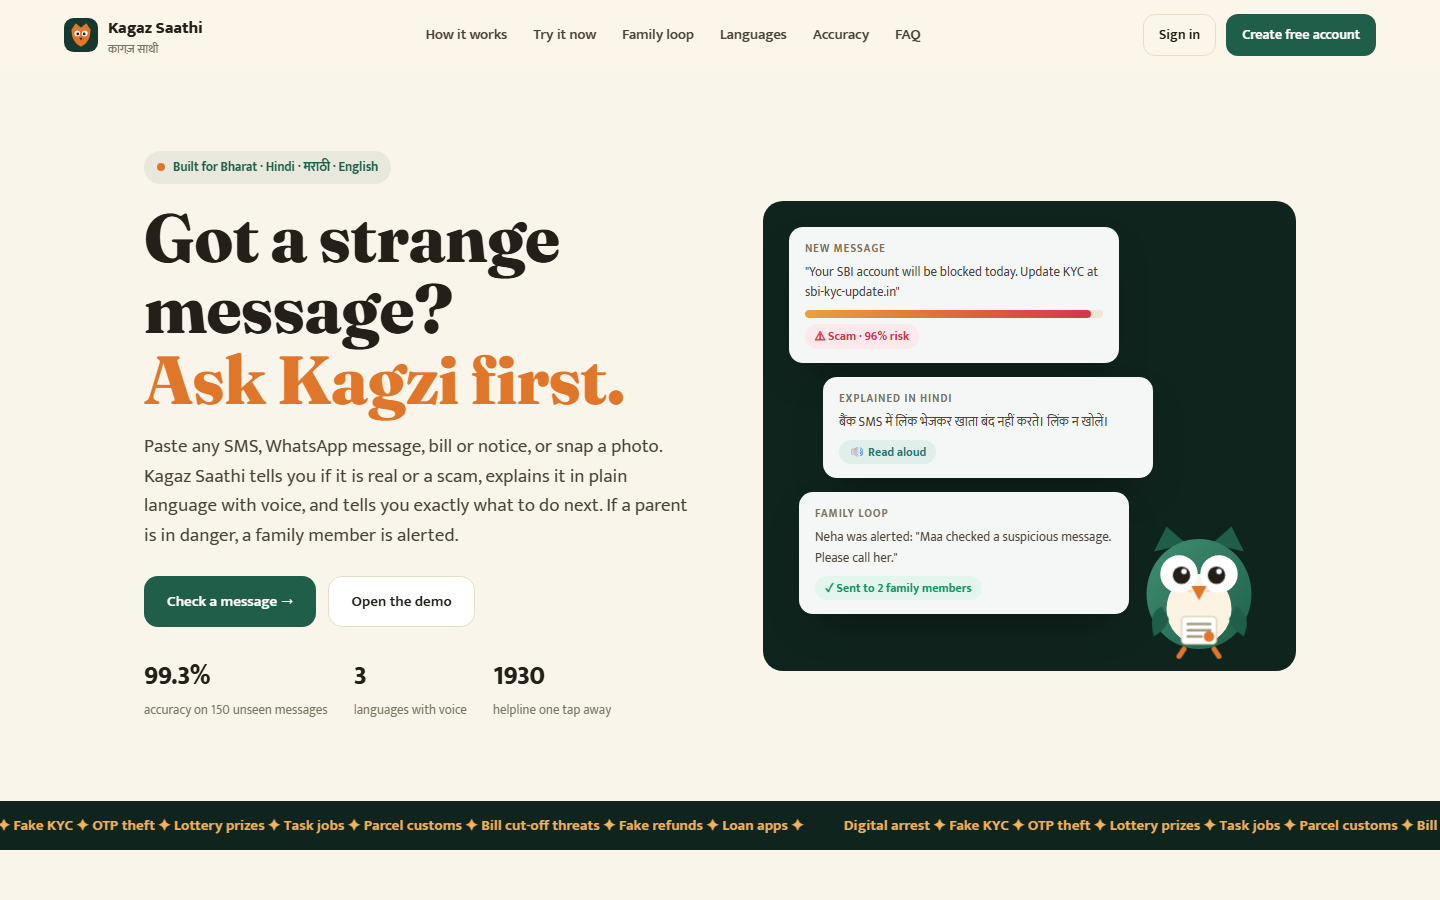 Kagaz Saathi
कागज़ साथी
How it works
Try it now
Family loop
Languages
Accuracy
FAQ
Sign in
Create free account
Built for Bharat · Hindi · मराठी · English
Got a strange
message?
Ask Kagzi first.
Paste any SMS, WhatsApp message, bill or notice, or snap a photo.
Kagaz Saathi tells you if it is real or a scam, explains it in plain
language with voice, and tells you exactly what to do next. If a parent
is in danger, a family member is alerted.
Check a message →
Open the demo
99.3%
accuracy on 150 unseen messages
3
languages with voice
1930
helpline one tap away
NEW MESSAGE
"Your SBI account will be blocked today. Update KYC at
sbi-kyc-update.in"
⚠ Scam · 96% risk
EXPLAINED IN HINDI
बैंक SMS में लिंक भेजकर खाता बंद नहीं करते। लिंक न खोलें।
🔊 Read aloud
FAMILY LOOP
Neha was alerted: "Maa checked a suspicious message.
Please call her."
✓ Sent to 2 family members
✦ Fake KYC ✦ OTP theft ✦ Lottery prizes ✦ Task jobs ✦ Parcel customs ✦ Bill cut-off threats ✦ Fake refunds ✦ Loan apps ✦ Digital arrest ✦ Fake KYC ✦ OTP theft ✦ Lottery prizes ✦ Task jobs ✦ Parcel customs ✦ Bill